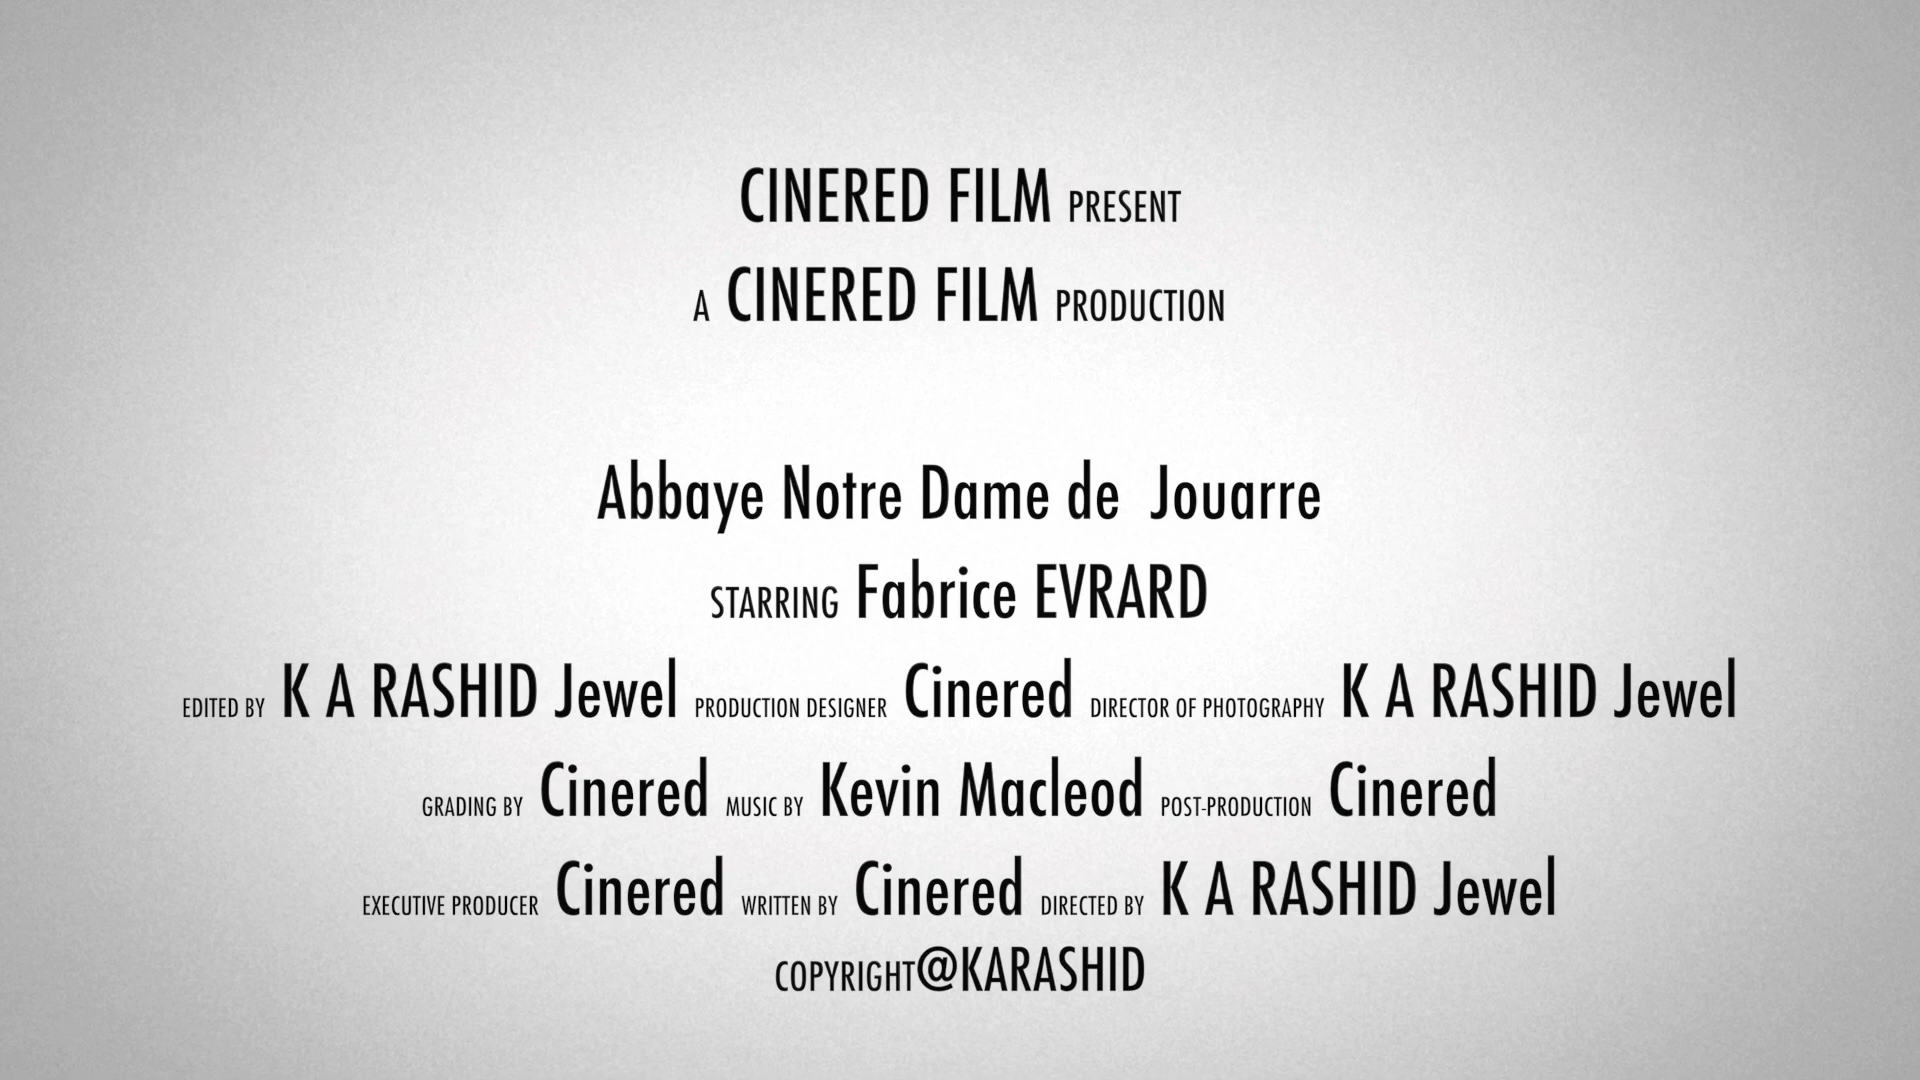 CINERED FILM PRESENT
A CINERED FILM PRODUCTION
Abbaye Notre Dame de  Jouarre
STARRING Fabrice EVRARD
EDITED BY K A RASHID Jewel PRODUCTION DESIGNER Cinered DIRECTOR OF PHOTOGRAPHY K A RASHID Jewel
GRADING BY Cinered MUSIC BY Kevin Macleod POST-PRODUCTION Cinered
EXECUTIVE PRODUCER Cinered WRITTEN BY Cinered DIRECTED BY K A RASHID Jewel
COPYRIGHT@KARASHID